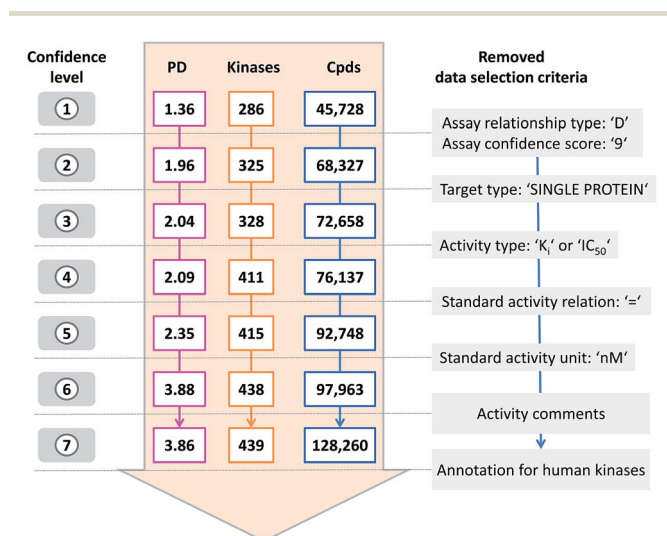 Confidence level
PD Kinases Cpds
Removed data selection criteria
1 1.36 286 45,728
Assay relationship type: ‘D’
Assay confidence score: ‘9‘
2 1.96 325 68,327
Target type: ‘SINGLE PROTEIN‘
3 2.04 328 72,658
Activity type: ‘Ki‘ or ‘IC50‘
4 2.09 411 76,137
Standard activity relation: ‘=‘
5 2.35 415 92,748
Standard activity unit: ‘nM‘
6 3.88 438 97,963
Activity comments
7 3.86 439 128,260
Annotation for human kinases